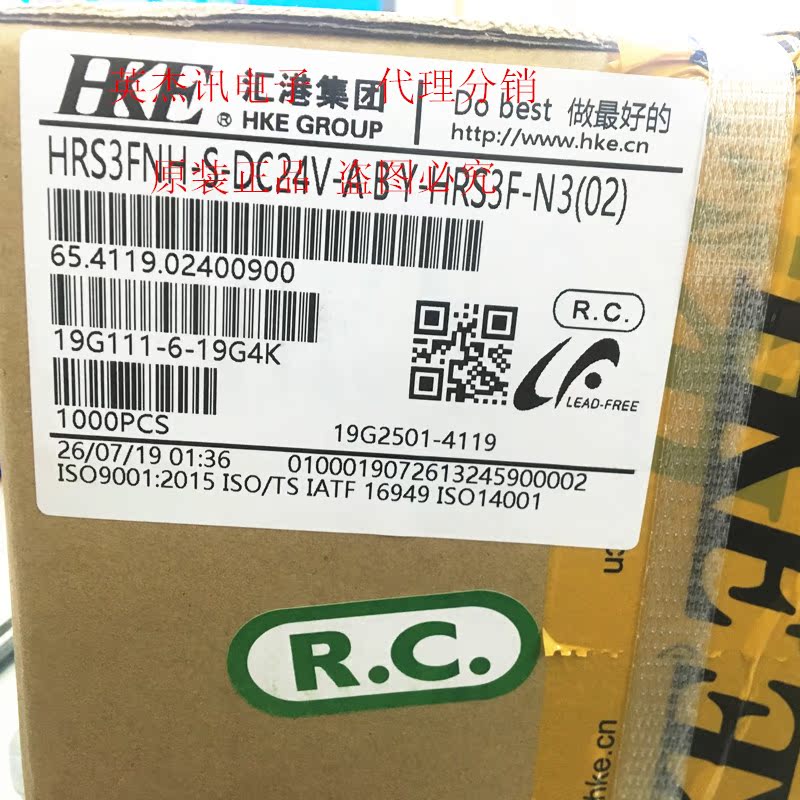 HKE ® 汇港集团 HKE GROUP
Do best 做最好的
http://www.hke.cn
英杰讯电子 代理分销
HRS3FNH-S-DC24V-A B Y-HRS3F-N3(02)
原装正品 盗图必究
65.4119.02400900
19G111-6-19G4K
R.C.
LEAD-FREE
1000PCS
19G2501-4119
26/07/19 01:36 0100019072613245900002
ISO9001:2015 ISO/TS IATF 16949 ISO14001
R.C.
hke.cn